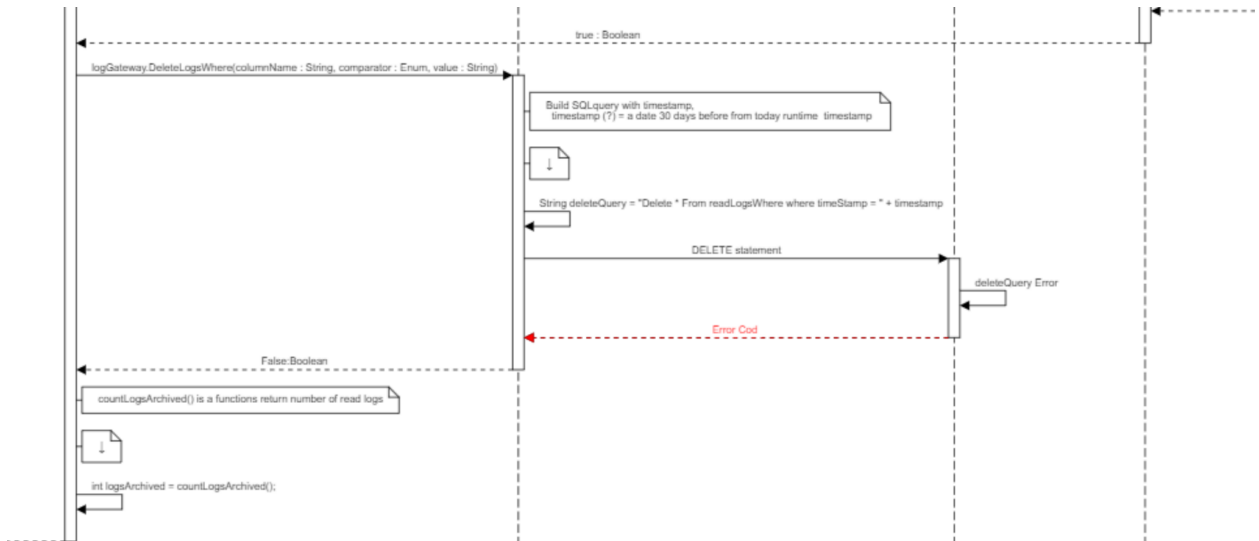 true : Boolean
logGateway.DeleteLogsWhere(columnName : String, comparator : Enum, value : String)
Build SQLquery with timestamp,
timestamp (?) = a date 30 days before from today runtime timestamp
↓
String deleteQuery = "Delete * From readLogsWhere where timeStamp = " + timestamp
DELETE statement
deleteQuery Error
Error Cod
False:Boolean
countLogsArchived() is a functions return number of read logs
↓
int logsArchived = countLogsArchived();